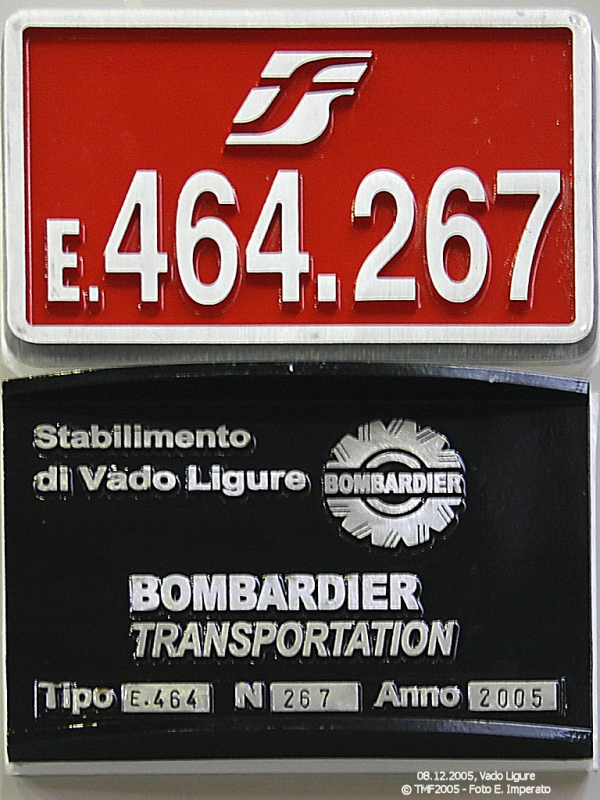 E.464.267
Stabilimento
di Vado Ligure
BOMBARDIER
BOMBARDIER
TRANSPORTATION
Tipo E.464 N 267 Anno 2005
08.12.2005, Vado Ligure
© TMF2005 - Foto E. Imperato